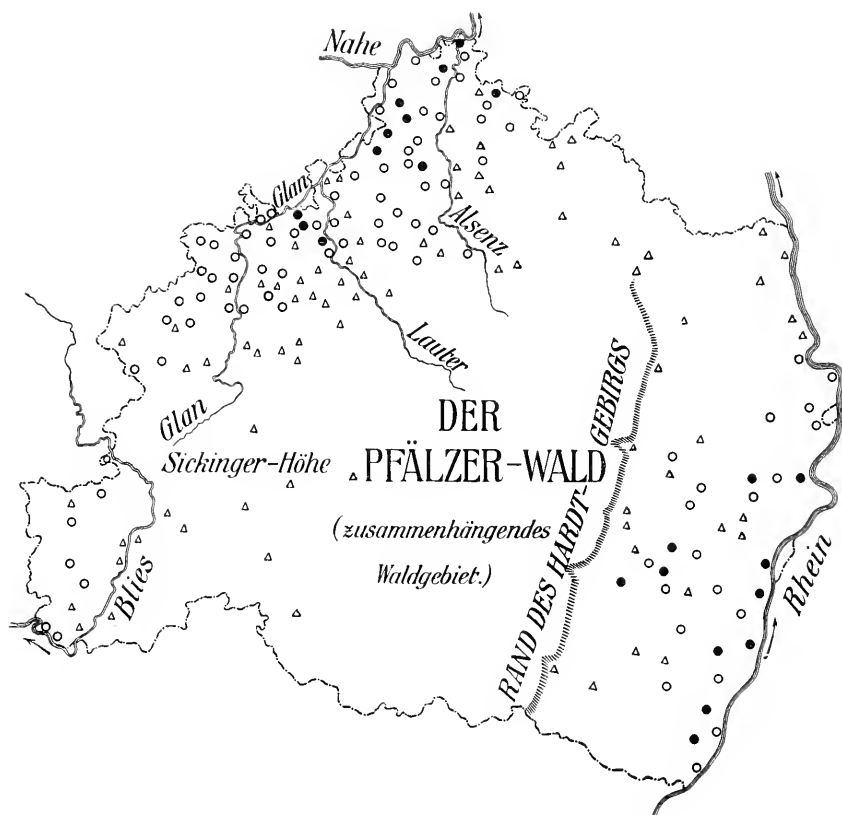 Nahe
Glan
Alsenz
Lauter
Glan
Sickinger-Höhe
DER
PFÄLZER-WALD
(zusammenhängendes
Waldgebiet.)
RAND DES HARDT-GEBIRGS
Blies
Rhein